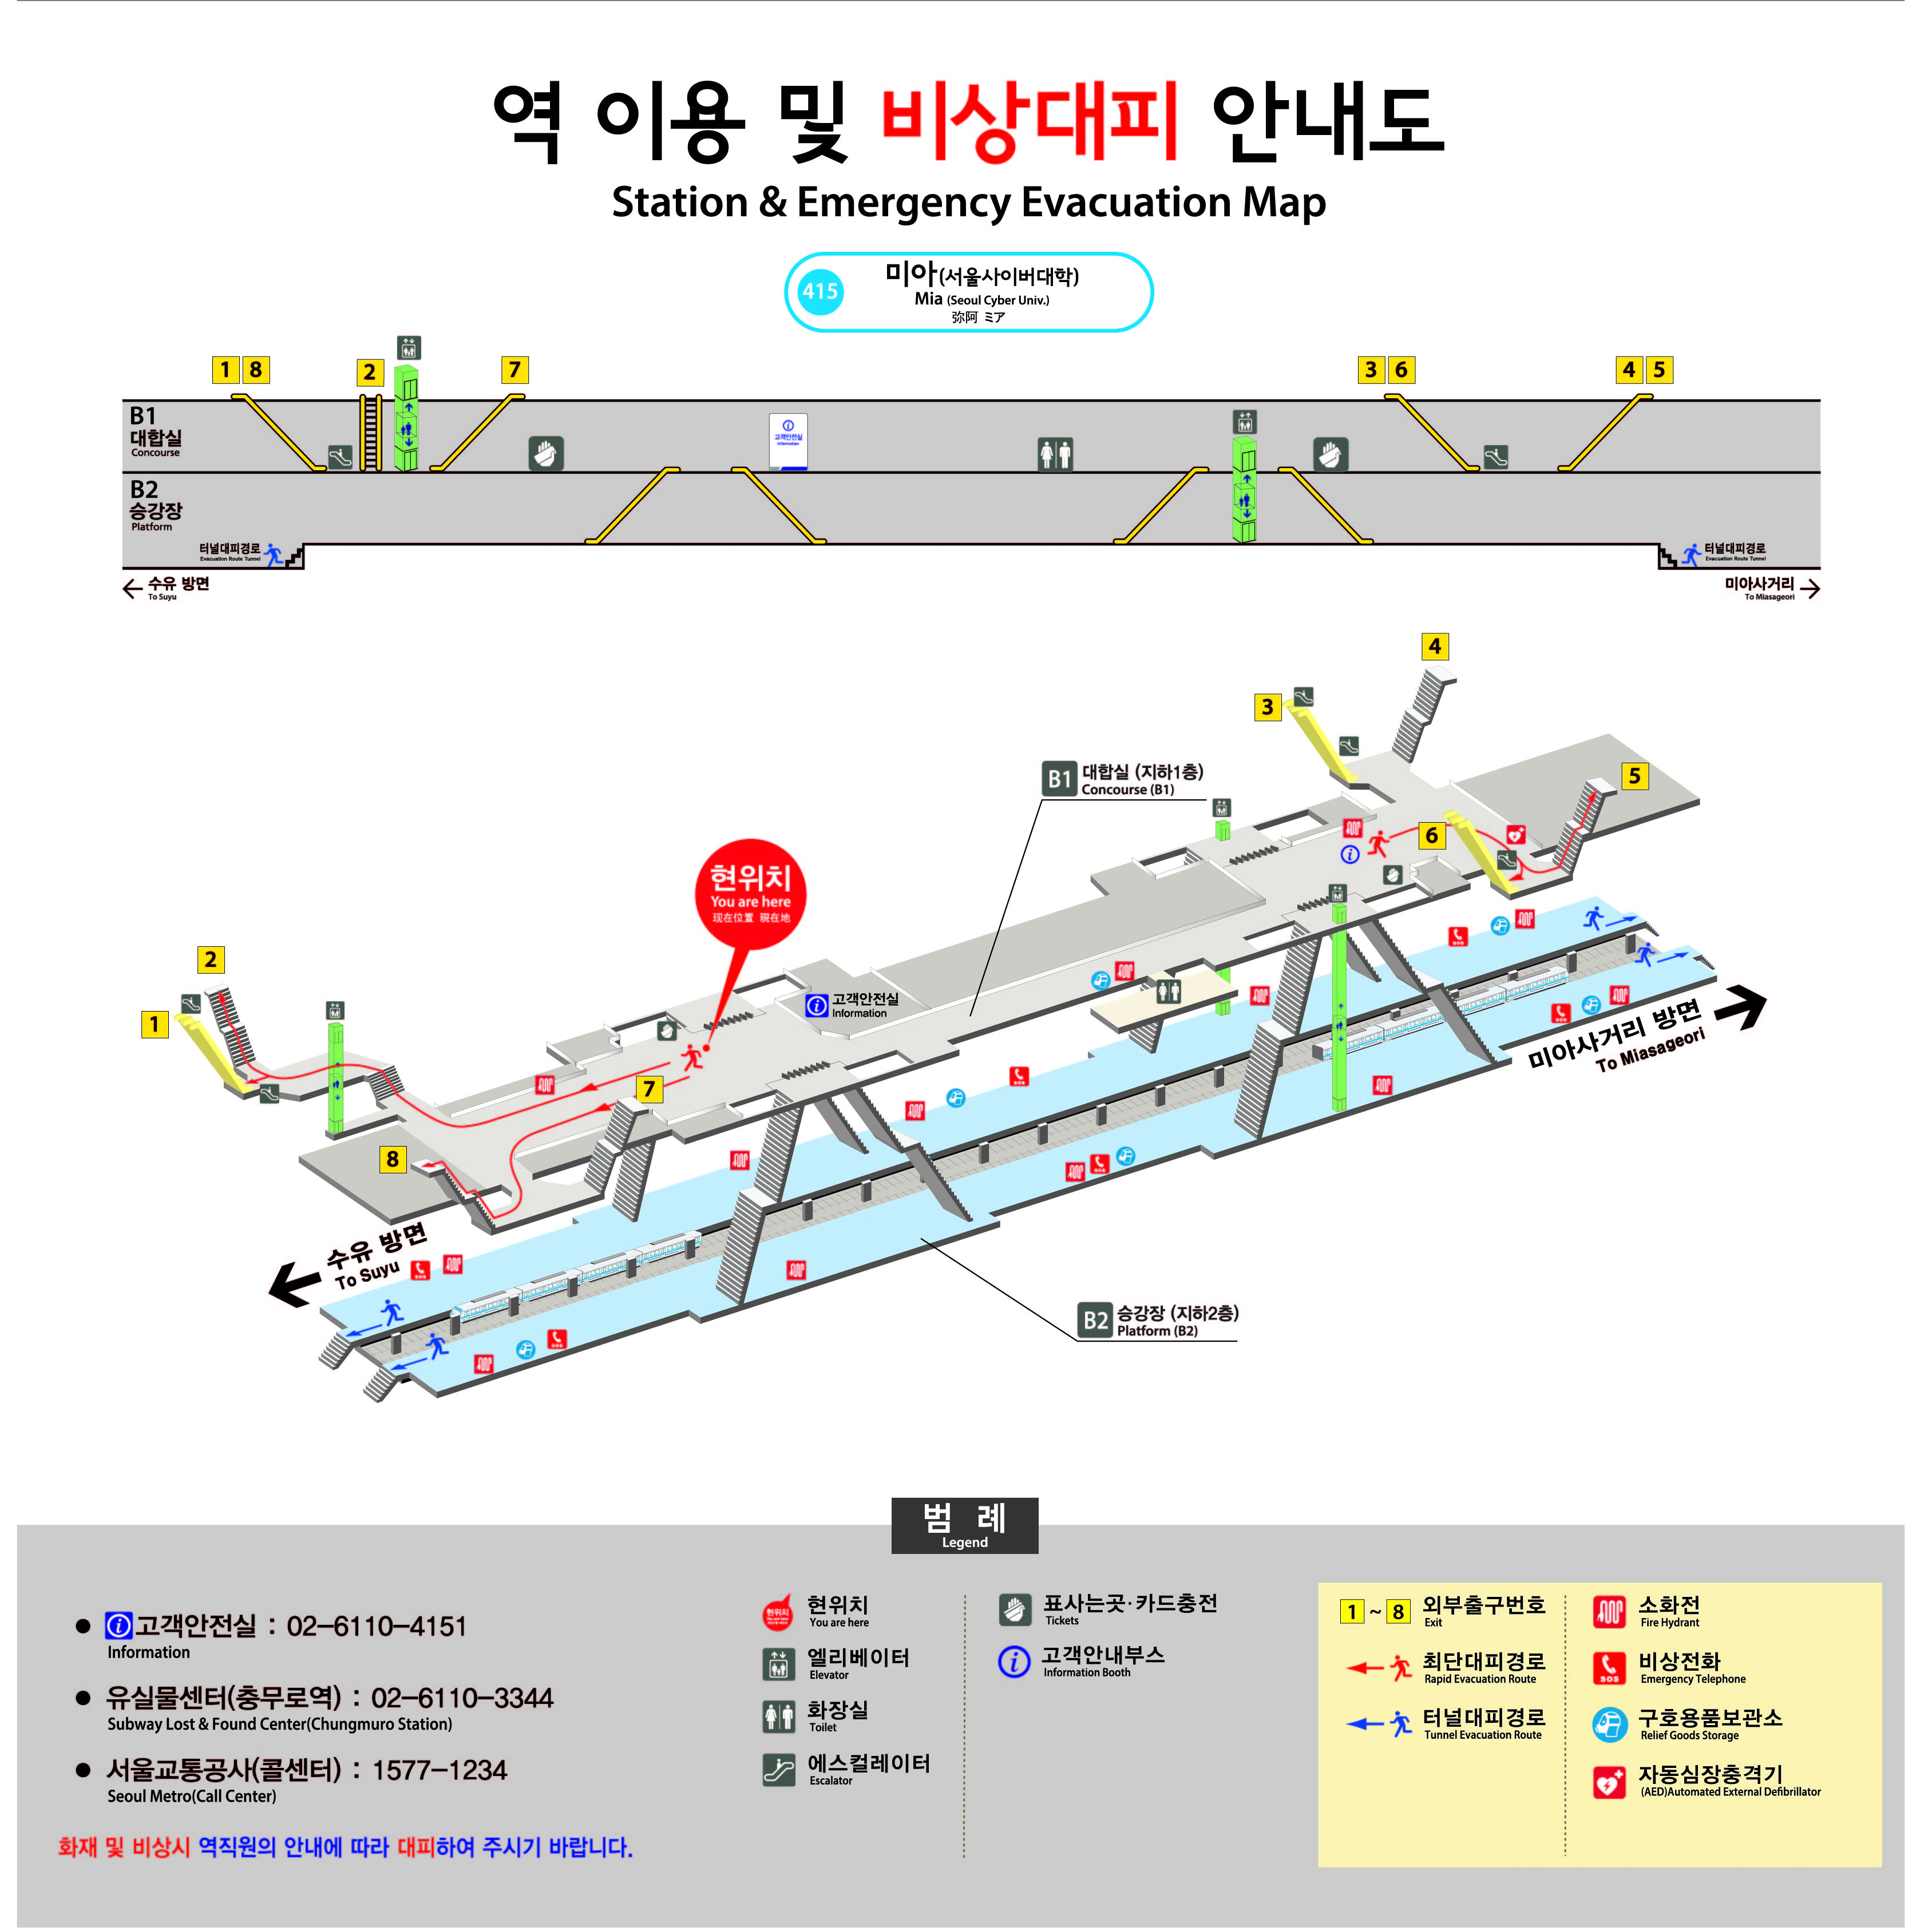 역 이용 및 비상대피 안내도
Station & Emergency Evacuation Map
415
미아(서울사이버대학)
Mia (Seoul Cyber Univ.)
弥阿 ミア
1 8
2
7
3 6
4 5
B1
대합실
Concourse
고객안전실
Information
B2
승강장
Platform
터널대피경로
Evacuation Route Tunnel
터널대피경로
Evacuation Route Tunnel
← 수유 방면
To Suyu
미아사거리 →
To Miasageori
4
3
B1 대합실 (지하1층)
Concourse (B1)
5
6
현위치
You are here
现在位置 現在地
2
1
고객안전실
Information
7
8
미아사거리 방면
To Miasageori
수유 방면
To Suyu
SOS
SOS
SOS
SOS
SOS
SOS
B2 승강장 (지하2층)
Platform (B2)
범 례
Legend
● 고객안전실 : 02-6110-4151
Information
● 유실물센터(충무로역) : 02-6110-3344
Subway Lost & Found Center(Chungmuro Station)
● 서울교통공사(콜센터) : 1577-1234
Seoul Metro(Call Center)
화재 및 비상시 역직원의 안내에 따라 대피하여 주시기 바랍니다.
현위치
You are here
현위치
You are here
엘리베이터
Elevator
화장실
Toilet
에스컬레이터
Escalator
표사는곳·카드충전
Tickets
고객안내부스
Information Booth
1 ~ 8 외부출구번호
Exit
최단대피경로
Rapid Evacuation Route
터널대피경로
Tunnel Evacuation Route
소화전
Fire Hydrant
SOS
비상전화
Emergency Telephone
구호용품보관소
Relief Goods Storage
자동심장충격기
(AED)Automated External Defibrillator